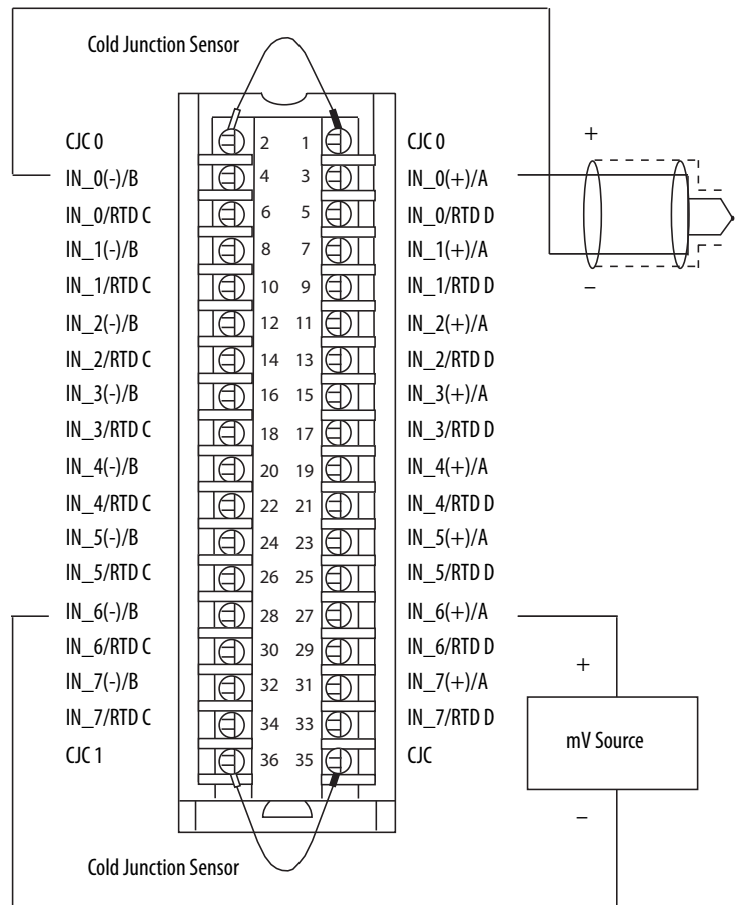 Cold Junction Sensor
CJC 0 2 1 CJC 0
IN_0(-)/B 4 3 IN_0(+)/A
IN_0/RTD C 6 5 IN_0/RTD D
IN_1(-)/B 8 7 IN_1(+)/A
IN_1/RTD C 10 9 IN_1/RTD D
IN_2(-)/B 12 11 IN_2(+)/A
IN_2/RTD C 14 13 IN_2/RTD D
IN_3(-)/B 16 15 IN_3(+)/A
IN_3/RTD C 18 17 IN_3/RTD D
IN_4(-)/B 20 19 IN_4(+)/A
IN_4/RTD C 22 21 IN_4/RTD D
IN_5(-)/B 24 23 IN_5(+)/A
IN_5/RTD C 26 25 IN_5/RTD D
IN_6(-)/B 28 27 IN_6(+)/A
IN_6/RTD C 30 29 IN_6/RTD D
IN_7(-)/B 32 31 IN_7(+)/A
IN_7/RTD C 34 33 IN_7/RTD D
CJC 1 36 35 CJC
Cold Junction Sensor
+
–
+
mV Source
–